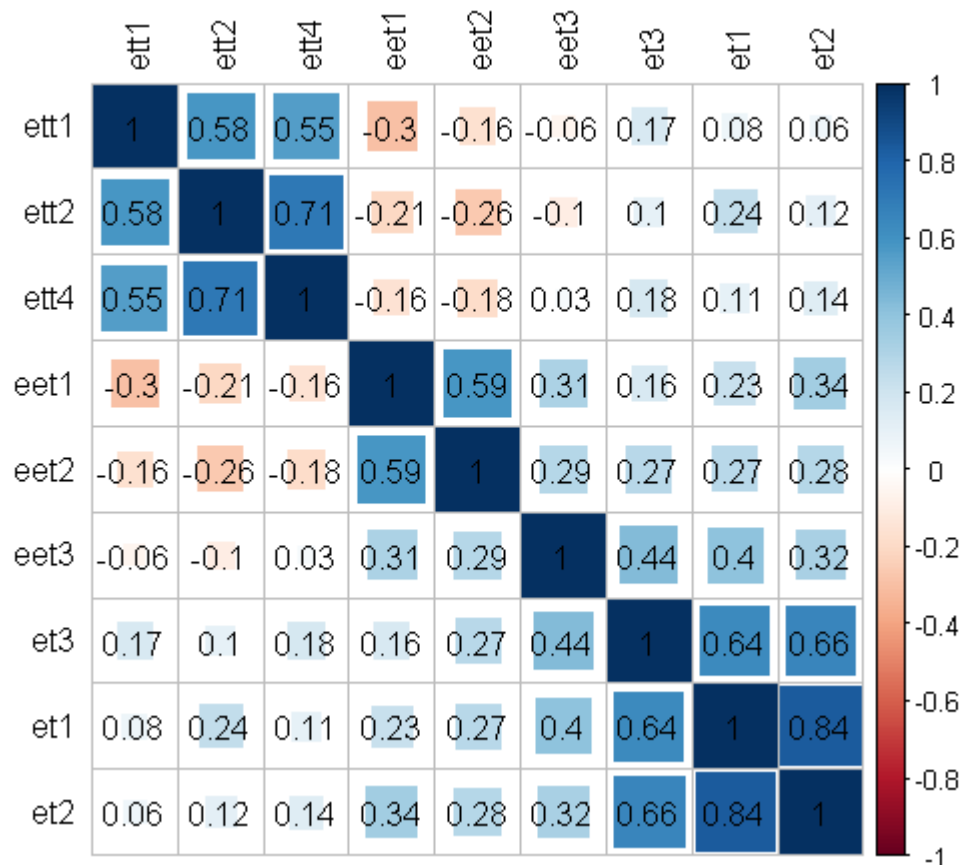 ett1 ett2 ett4 eet1 eet2 eet3 et3 et1 et2
ett1 1 0.58 0.55 -0.3 -0.16 -0.06 0.17 0.08 0.06
ett2 0.58 1 0.71 -0.21 -0.26 -0.1 0.1 0.24 0.12
ett4 0.55 0.71 1 -0.16 -0.18 0.03 0.18 0.11 0.14
eet1 -0.3 -0.21 -0.16 1 0.59 0.31 0.16 0.23 0.34
eet2 -0.16 -0.26 -0.18 0.59 1 0.29 0.27 0.27 0.28
eet3 -0.06 -0.1 0.03 0.31 0.29 1 0.44 0.4 0.32
et3 0.17 0.1 0.18 0.16 0.27 0.44 1 0.64 0.66
et1 0.08 0.24 0.11 0.23 0.27 0.4 0.64 1 0.84
et2 0.06 0.12 0.14 0.34 0.28 0.32 0.66 0.84 1
1
0.8
0.6
0.4
0.2
0
-0.2
-0.4
-0.6
-0.8
-1